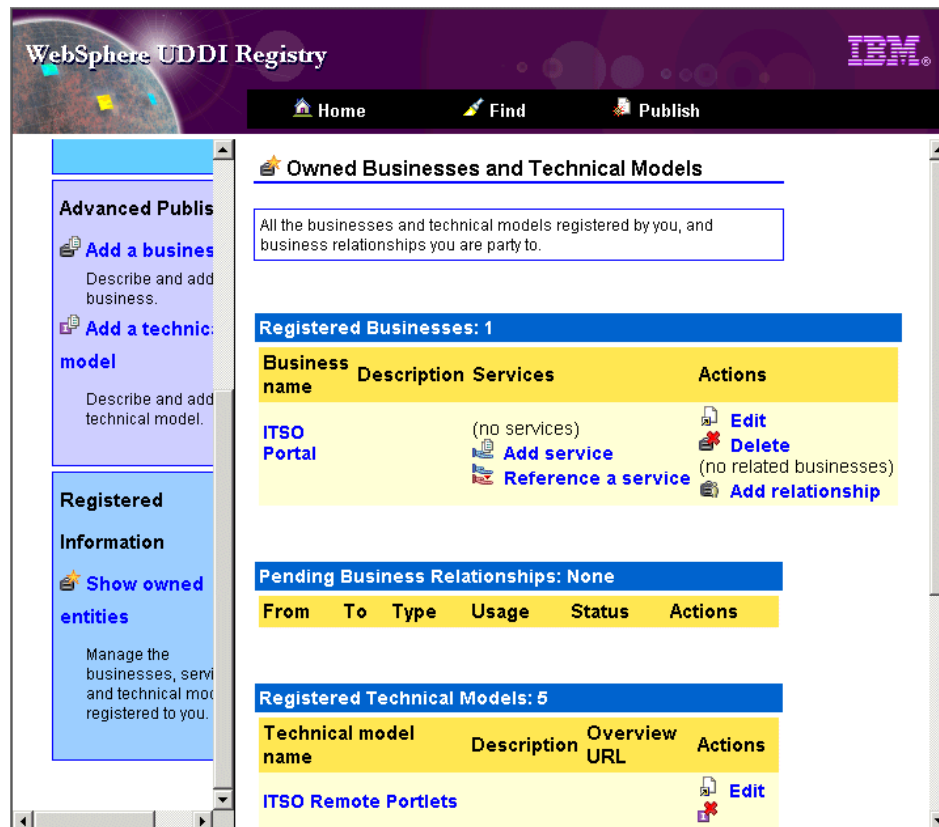 WebSphere UDDI Registry
IBM®
Home Find Publish
Advanced Publis
Add a busines
Describe and add
business.
Add a technic
model
Describe and add
technical model.
Registered
Information
Show owned
entities
Manage the
businesses, servi
and technical mod
registered to you.
Owned Businesses and Technical Models
All the businesses and technical models registered by you, and
business relationships you are party to.
Registered Businesses: 1
Business name Description Services Actions
ITSO Portal
(no services)
Add service
Reference a service
Edit
Delete
(no related businesses)
Add relationship
Pending Business Relationships: None
From To Type Usage Status Actions
Registered Technical Models: 5
Technical model name Description Overview URL Actions
ITSO Remote Portlets Edit